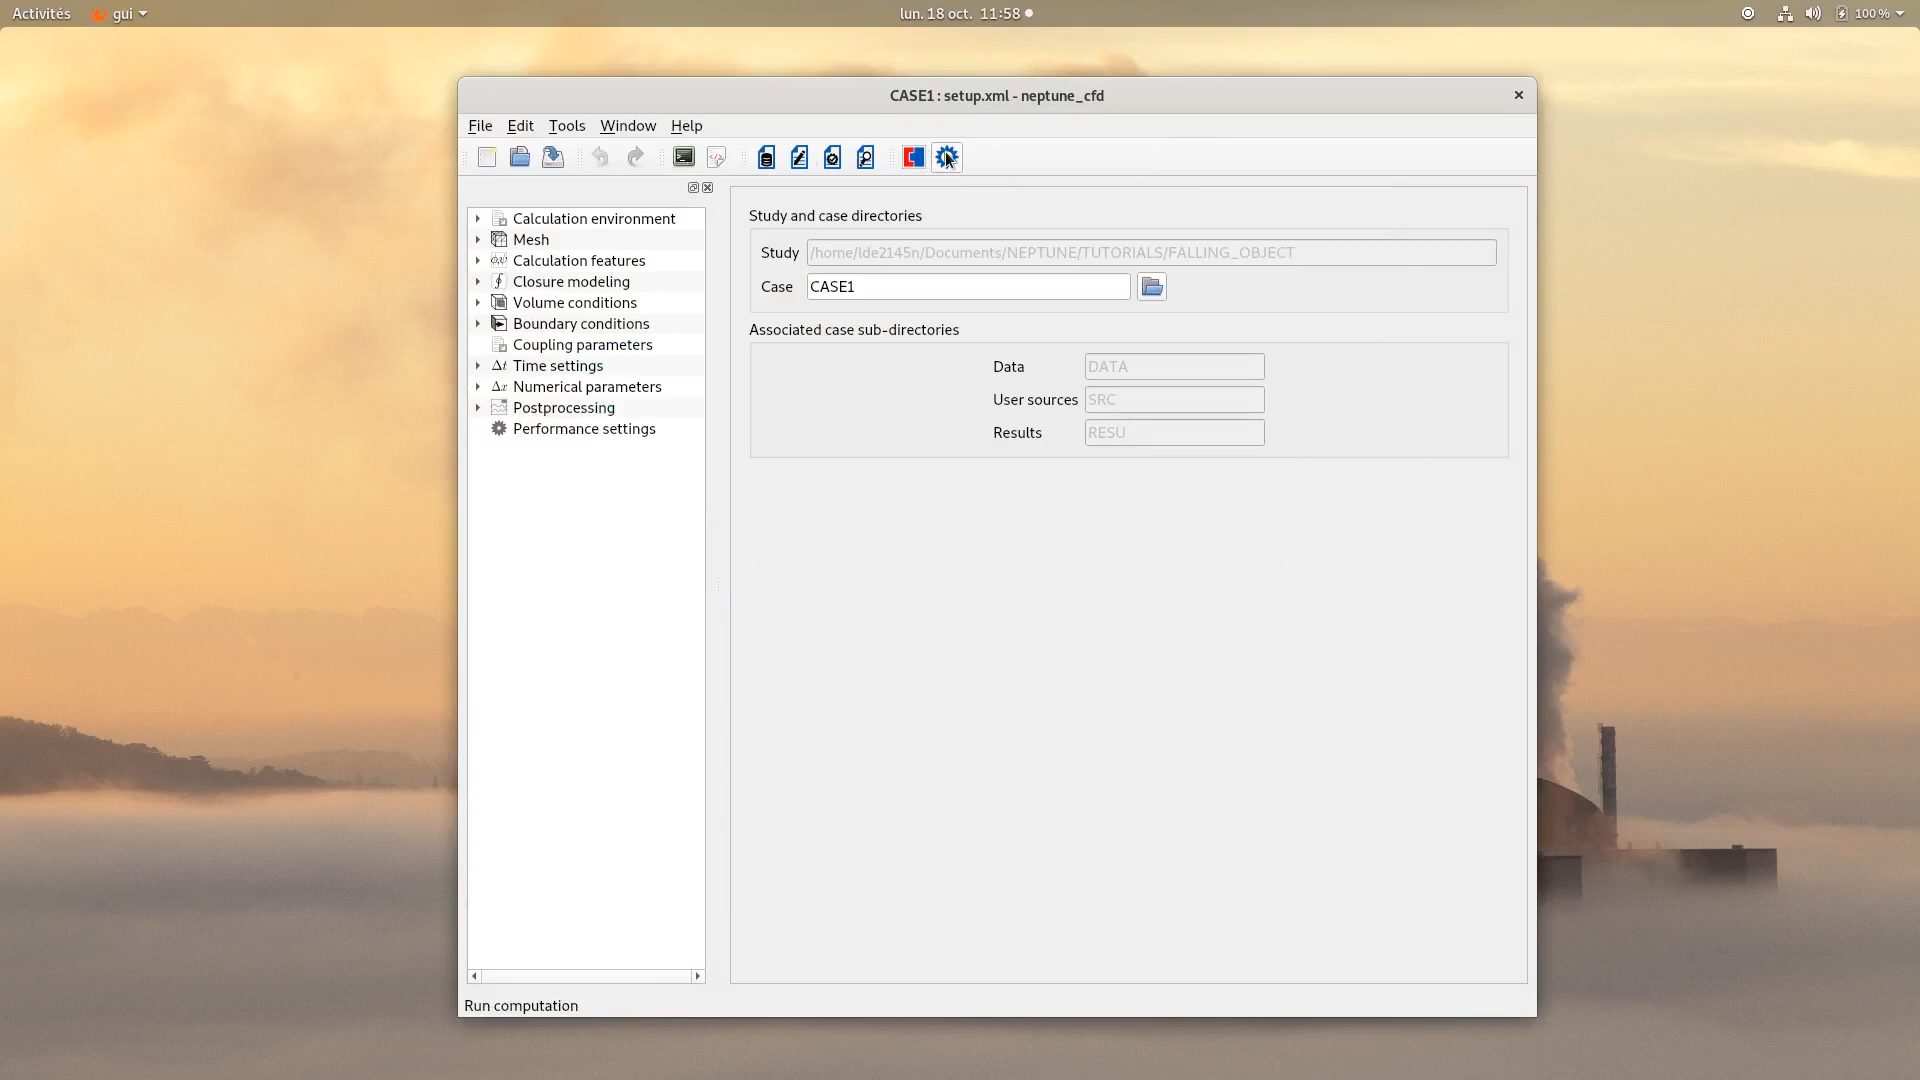 Activités gui lun. 18 oct. 11:58 100 %
CASE1 : setup.xml - neptune_cfd
File Edit Tools Window Help
Calculation environment
Mesh
Calculation features
Closure modeling
Volume conditions
Boundary conditions
Coupling parameters
Δt Time settings
Δx Numerical parameters
Postprocessing
Performance settings
Study and case directories
Study /home/lde2145n/Documents/NEPTUNE/TUTORIALS/FALLING_OBJECT
Case CASE1
Associated case sub-directories
Data DATA
User sources SRC
Results RESU
Run computation